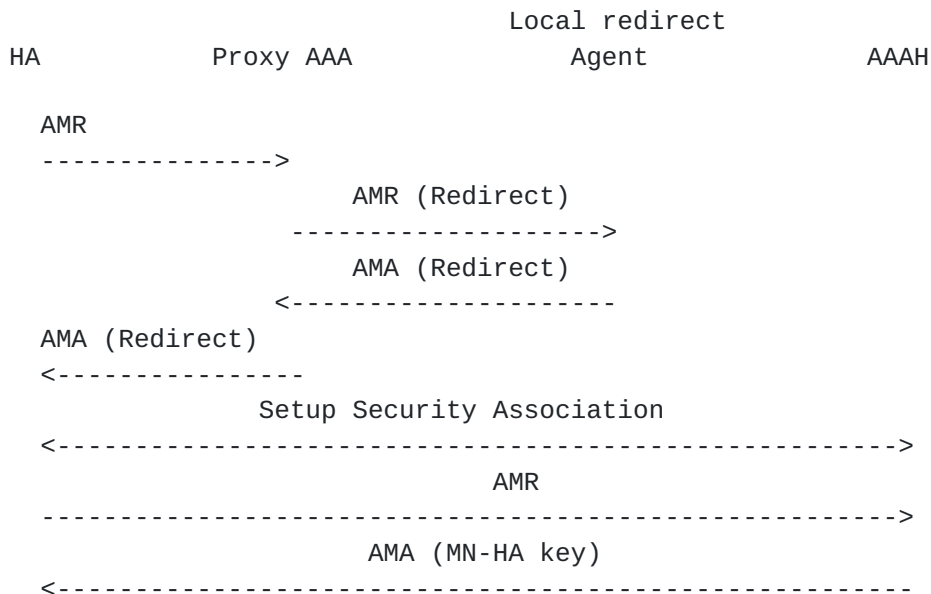 Local redirect
HA Proxy AAA Agent AAAH
AMR
--------------->
AMR (Redirect)
-------------------->
AMA (Redirect)
<---------------------
AMA (Redirect)
<----------------
Setup Security Association
<------------------------------------------------------>
AMR
------------------------------------------------------->
AMA (MN-HA key)
<-------------------------------------------------------